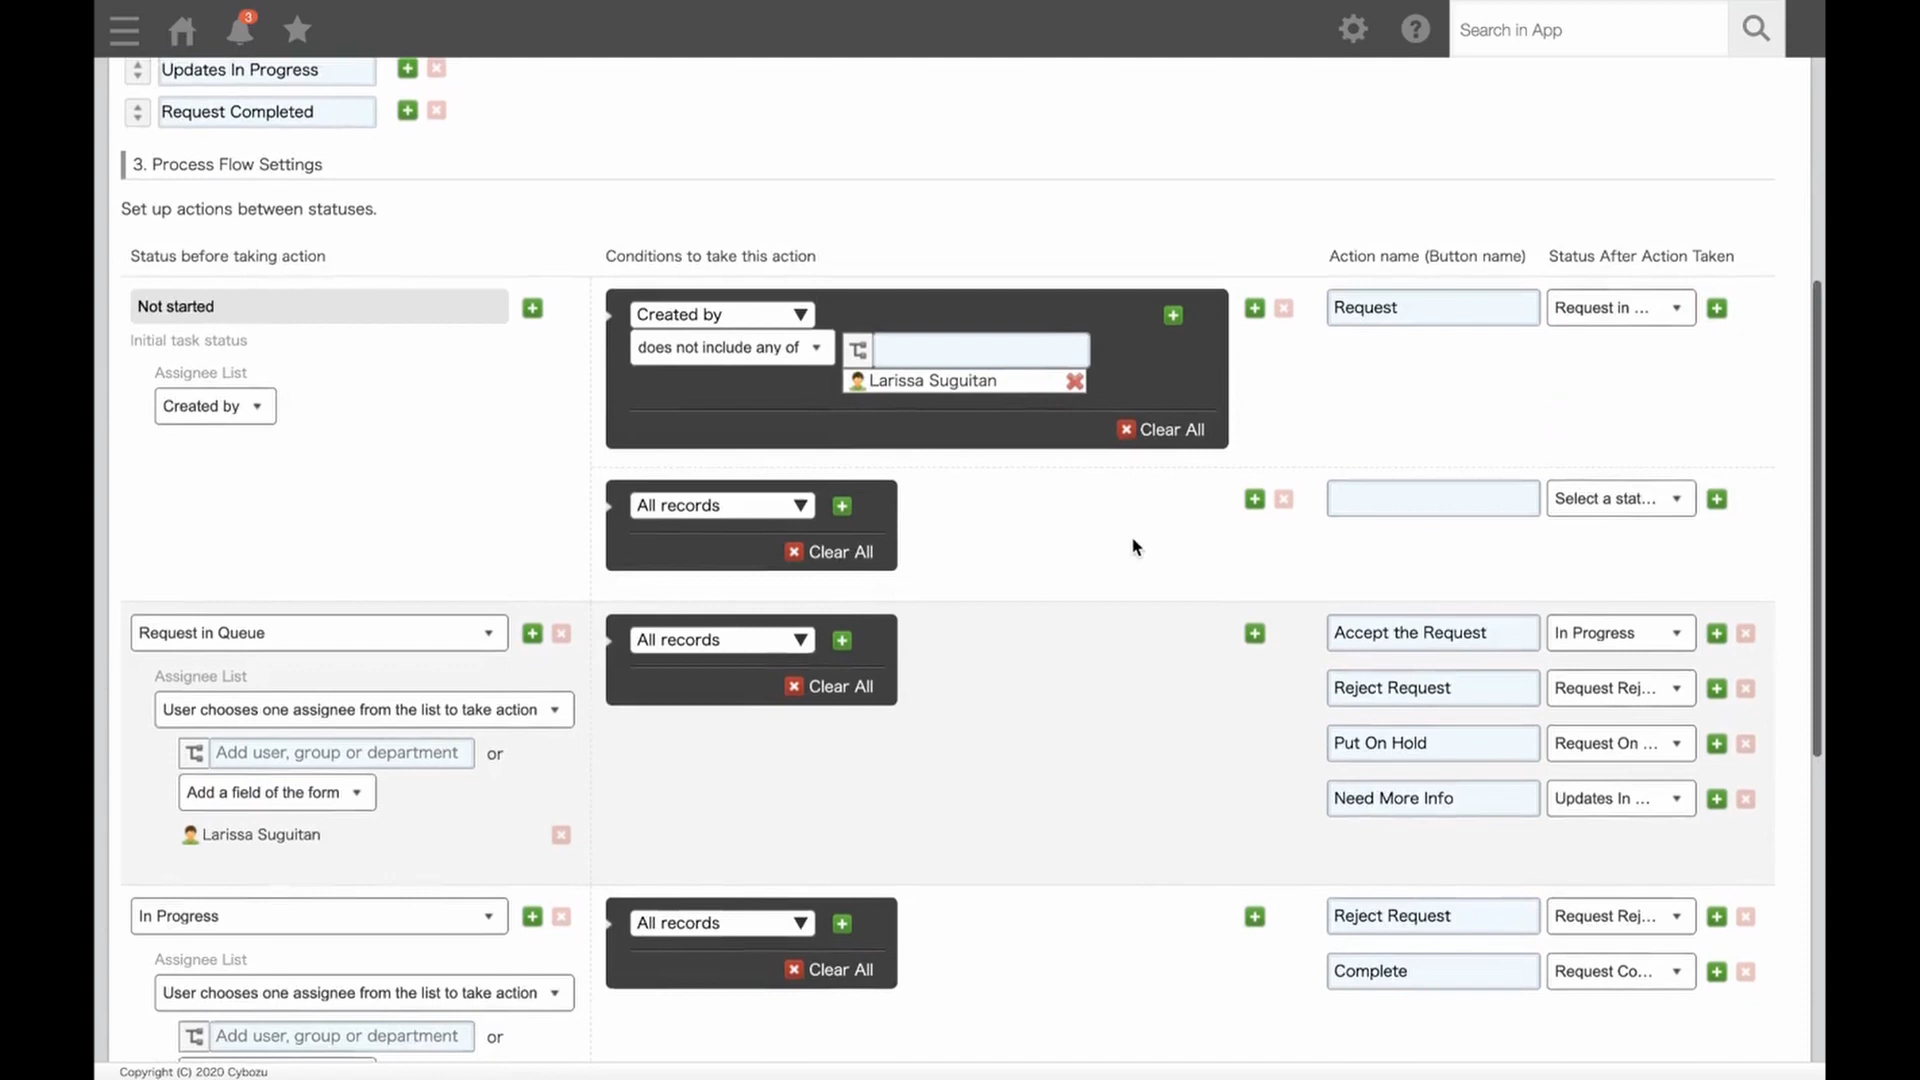 3
Search in App
Updates In Progress
Request Completed
3. Process Flow Settings
Set up actions between statuses.
Status before taking action
Conditions to take this action
Action name (Button name)
Status After Action Taken
Not started
Initial task status
Assignee List
Created by
Created by
does not include any of
Larissa Suguitan
Clear All
Request
Request in ...
All records
Clear All
Select a stat...
Request in Queue
Assignee List
User chooses one assignee from the list to take action
Add user, group or department or
Add a field of the form
Larissa Suguitan
All records
Clear All
Accept the Request
In Progress
Reject Request
Request Rej...
Put On Hold
Request On ...
Need More Info
Updates In ...
In Progress
Assignee List
User chooses one assignee from the list to take action
Add user, group or department or
All records
Clear All
Reject Request
Request Rej...
Complete
Request Co...
Copyright (C) 2020 Cybozu